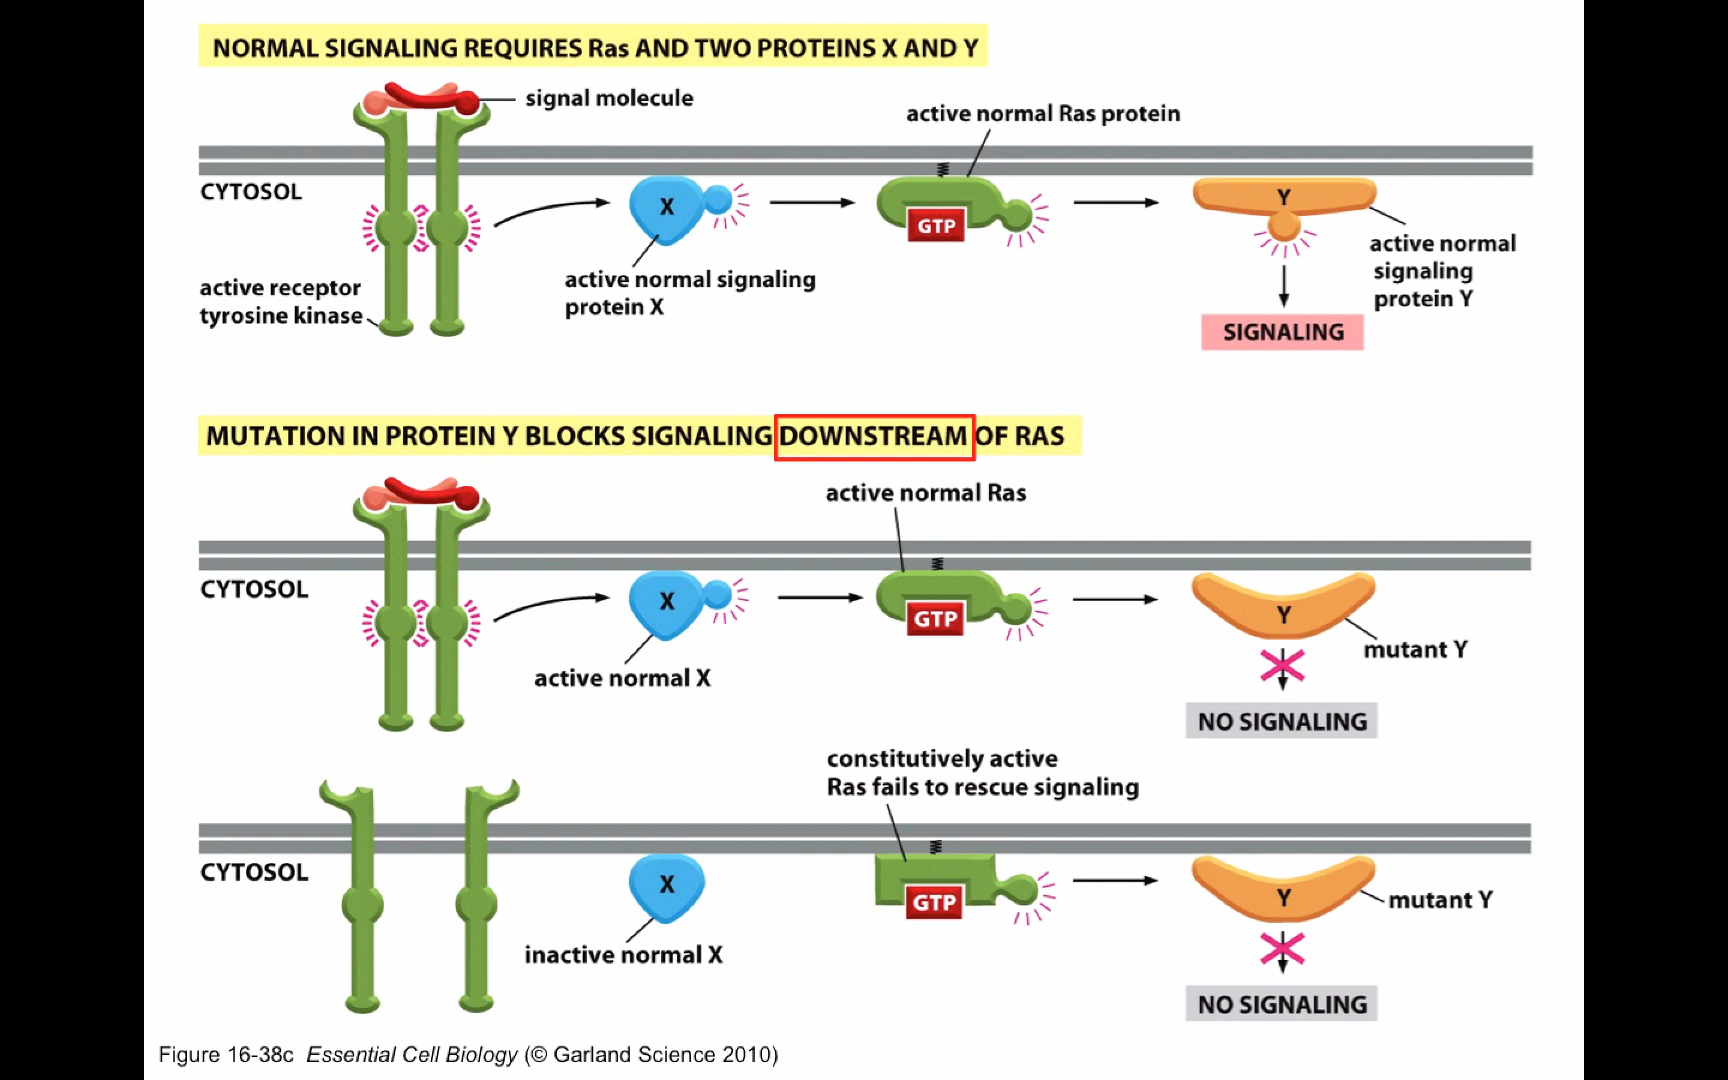 NORMAL SIGNALING REQUIRES Ras AND TWO PROTEINS X AND Y
signal molecule
active normal Ras protein
CYTOSOL
X
GTP
Y
active receptor
tyrosine kinase
active normal signaling
protein X
active normal
signaling
protein Y
SIGNALING
MUTATION IN PROTEIN Y BLOCKS SIGNALING DOWNSTREAM OF RAS
active normal Ras
CYTOSOL
X
GTP
Y
mutant Y
active normal X
NO SIGNALING
constitutively active
Ras fails to rescue signaling
CYTOSOL
X
GTP
Y
mutant Y
inactive normal X
NO SIGNALING
Figure 16-38c Essential Cell Biology (© Garland Science 2010)